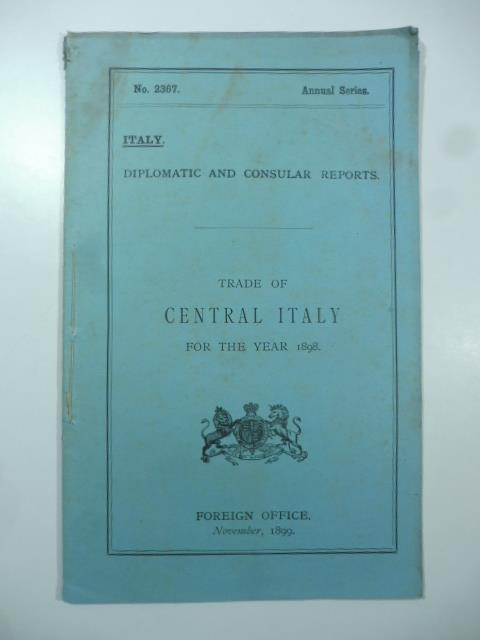 No. 2367. Annual Series.
ITALY.
DIPLOMATIC AND CONSULAR REPORTS.
TRADE OF
CENTRAL ITALY
FOR THE YEAR 1898.
FOREIGN OFFICE.
November, 1899.